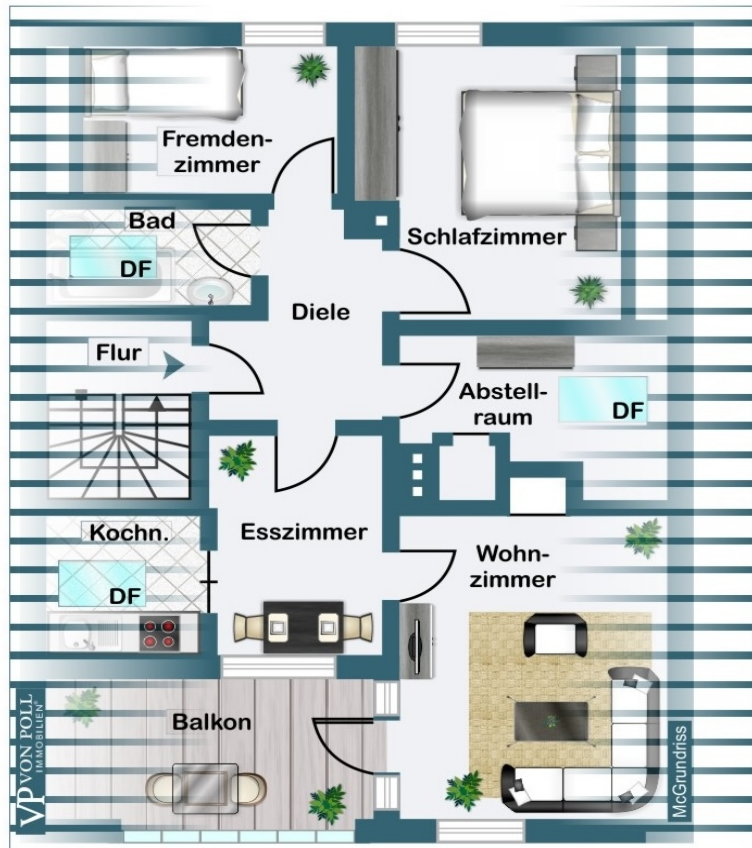 Fremden-
zimmer
Bad
DF
Schlafzimmer
Diele
Flur
Abstell-
raum
DF
Kochn.
DF
Esszimmer
Wohn-
zimmer
Balkon
VP VON POLL
IMMOBILIEN®
McGrundriss